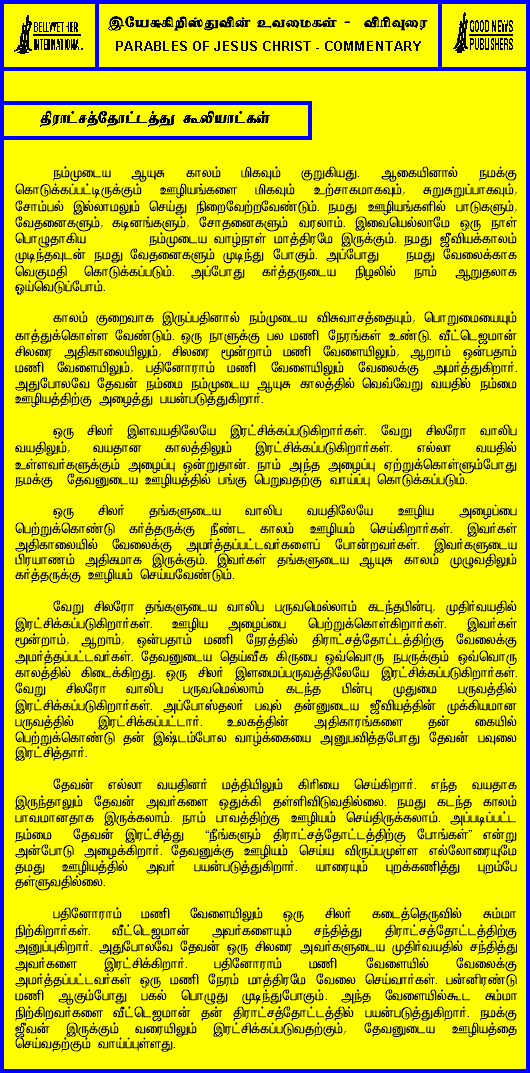 BELLWETHER
INTERNATIONAL
இயேசுகிறிஸ்துவின் உவமைகள் - விரிவுரை
PARABLES OF JESUS CHRIST - COMMENTARY
GOOD NEWS
PUBLISHERS
திராட்சத்தோட்டத்து கூலியாட்கள்
நம்முடைய ஆயுசு காலம் மிகவும் குறுகியது. ஆகையினால் நமக்கு
கொடுக்கப்பட்டிருக்கும் ஊழியங்களை மிகவும் உற்சாகமாகவும், சுறுசுறுப்பாகவும்,
சோம்பல் இல்லாமலும் செய்து நிறைவேற்றவேண்டும். நமது ஊழியங்களில் பாடுகளும்,
வேதனைகளும், கடினங்களும், சோதனைகளும் வரலாம். இவையெல்லாமே ஒரு நாள்
பொழுதாகிய நம்முடைய வாழ்நாள் மாத்திரமே இருக்கும். நமது ஜீவியக்காலம்
முடிந்தவுடன் நமது வேதனைகளும் முடிந்து போகும். அப்போது நமது வேலைக்காக
வெகுமதி கொடுக்கப்படும். அப்போது கர்த்தருடைய நிழலில் நாம் ஆறுதலாக
ஓய்வெடுப்போம்.
காலம் குறைவாக இருப்பதினால் நம்முடைய விசுவாசத்தையும், பொறுமையையும்
காத்துக்கொள்ள வேண்டும். ஒரு நாளுக்கு பல மணி நேரங்கள் உண்டு. வீட்டெஜமான்
சிலரை அதிகாலையிலும், சிலரை மூன்றாம் மணி வேளையிலும், ஆறாம் ஒன்பதாம்
மணி வேளையிலும், பதினோராம் மணி வேளையிலும் வேலைக்கு அமர்த்துகிறார்.
அதுபோலவே தேவன் நம்மை நம்முடைய ஆயுசு காலத்தில் வெவ்வேறு வயதில் நம்மை
ஊழியத்திற்கு அழைத்து பயன்படுத்துகிறார்.
ஒரு சிலர் இளவயதிலேயே இரட்சிக்கப்படுகிறார்கள். வேறு சிலரோ வாலிப
வயதிலும், வயதான காலத்திலும் இரட்சிக்கப்படுகிறார்கள். எல்லா வயதில்
உள்ளவர்களுக்கும் அழைப்பு ஒன்றுதான். நாம் அந்த அழைப்பு ஏற்றுக்கொள்ளும்போது
நமக்கு தேவனுடைய ஊழியத்தில் பங்கு பெறுவதற்கு வாய்ப்பு கொடுக்கப்படும்.
ஒரு சிலர் தங்களுடைய வாலிப வயதிலேயே ஊழிய அழைப்பை
பெற்றுக்கொண்டு கர்த்தருக்கு நீண்ட காலம் ஊழியம் செய்கிறார்கள். இவர்கள்
அதிகாலையில் வேலைக்கு அமர்த்தப்பட்டவர்களைப் போன்றவர்கள். இவர்களுடைய
பிரயாணம் அதிகமாக இருக்கும். இவர்கள் தங்களுடைய ஆயுசு காலம் முழுவதிலும்
கர்த்தருக்கு ஊழியம் செய்யவேண்டும்.
வேறு சிலரோ தங்களுடைய வாலிப பருவமெல்லாம் கடந்தபின்பு, முதிர்வயதில்
இரட்சிக்கப்படுகிறார்கள். ஊழிய அழைப்பை பெற்றுக்கொள்கிறார்கள். இவர்கள்
மூன்றாம், ஆறாம், ஒன்பதாம் மணி நேரத்தில் திராட்சத்தோட்டத்திற்கு வேலைக்கு
அமர்த்தப்பட்டவர்கள். தேவனுடைய தெய்வீக கிருபை ஒவ்வொரு நபருக்கும் ஒவ்வொரு
காலத்தில் கிடைக்கிறது. ஒரு சிலர் இளமைப்பருவத்திலேயே இரட்சிக்கப்படுகிறார்கள்.
வேறு சிலரோ வாலிப பருவமெல்லாம் கடந்த பின்பு முதுமை பருவத்தில்
இரட்சிக்கப்படுகிறார்கள். அப்போஸ்தலர் பவுல் தன்னுடைய ஜீவியத்தின் முக்கியமான
பருவத்தில் இரட்சிக்கப்பட்டார். உலகத்தின் அதிகாரங்களை தன் கையில்
பெற்றுக்கொண்டு தன் இஷ்டம்போல வாழ்க்கையை அனுபவித்தபோது தேவன் பவுலை
இரட்சித்தார்.
தேவன் எல்லா வயதினர் மத்தியிலும் கிரியை செய்கிறார். எந்த வயதாக
இருந்தாலும் தேவன் அவர்களை ஒதுக்கி தள்ளிவிடுவதில்லை. நமது கடந்த காலம்
பாவமானதாக இருக்கலாம். நாம் பாவத்திற்கு ஊழியம் செய்திருக்கலாம். அப்படிப்பட்ட
நம்மை தேவன் இரட்சித்து “நீங்களும் திராட்சத்தோட்டத்திற்கு போங்கள்” என்று
அன்போடு அழைக்கிறார். தேவனுக்கு ஊழியம் செய்ய விருப்பமுள்ள எல்லோரையுமே
தமது ஊழியத்தில் அவர் பயன்படுத்துகிறார். யாரையும் புறக்கணித்து புறம்பே
தள்ளுவதில்லை.
பதினோராம் மணி வேளையிலும் ஒரு சிலர் கடைத்தெருவில் சும்மா
நிற்கிறார்கள். வீட்டெஜமான் அவர்களையும் சந்தித்து திராட்சத்தோட்டத்திற்கு
அனுப்புகிறார். அதுபோலவே தேவன் ஒரு சிலரை அவர்களுடைய முதிர்வயதில் சந்தித்து
அவர்களை இரட்சிக்கிறார். பதினோராம் மணி வேளையில் வேலைக்கு
அமர்த்தப்பட்டவர்கள் ஒரு மணி நேரம் மாத்திரமே வேலை செய்வார்கள். பன்னிரண்டு
மணி ஆகும்போது பகல் பொழுது முடிந்துபோகும். அந்த வேளையில்கூட சும்மா
நிற்கிறவர்களை வீட்டெஜமான் தன் திராட்சத்தோட்டத்தில் பயன்படுத்துகிறார். நமக்கு
ஜீவன் இருக்கும் வரையிலும் இரட்சிக்கப்படுவதற்கும், தேவனுடைய ஊழியத்தை
செய்வதற்கும் வாய்ப்புள்ளது.